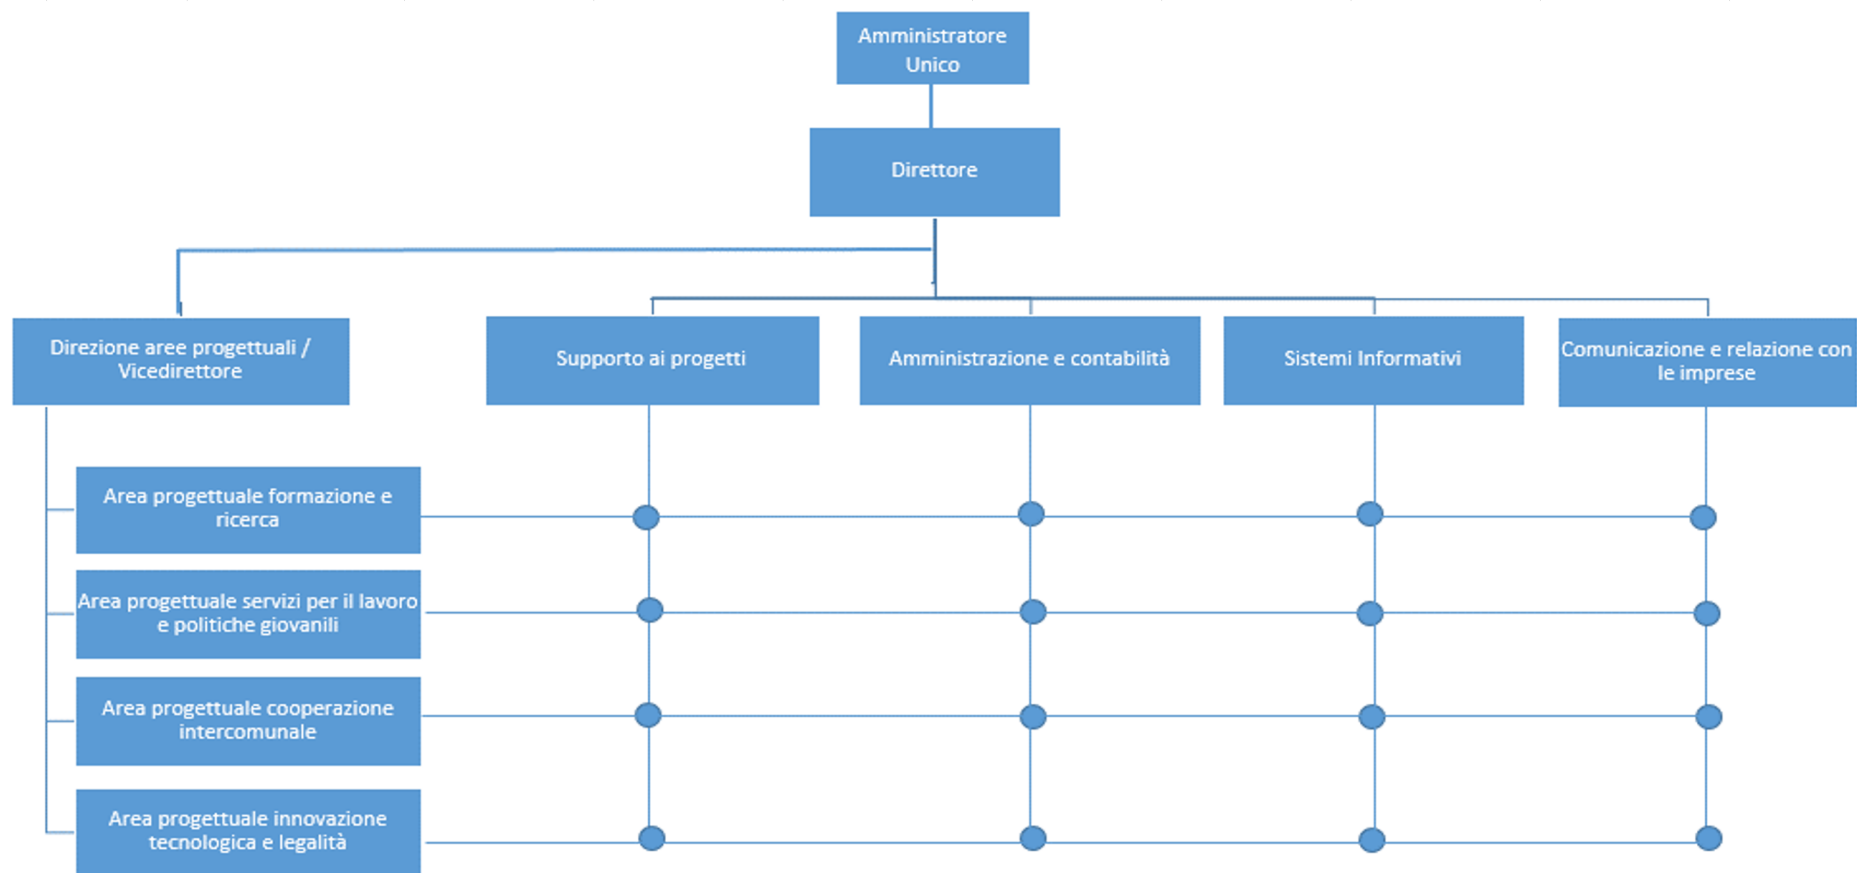 Amministratore
Unico
Direttore
Direzione aree progettuali /
Vicedirettore
Supporto ai progetti
Amministrazione e contabilità
Sistemi Informativi
Comunicazione e relazione con
le imprese
Area progettuale formazione e
ricerca
Area progettuale servizi per il lavoro
e politiche giovanili
Area progettuale cooperazione
intercomunale
Area progettuale innovazione
tecnologica e legalità